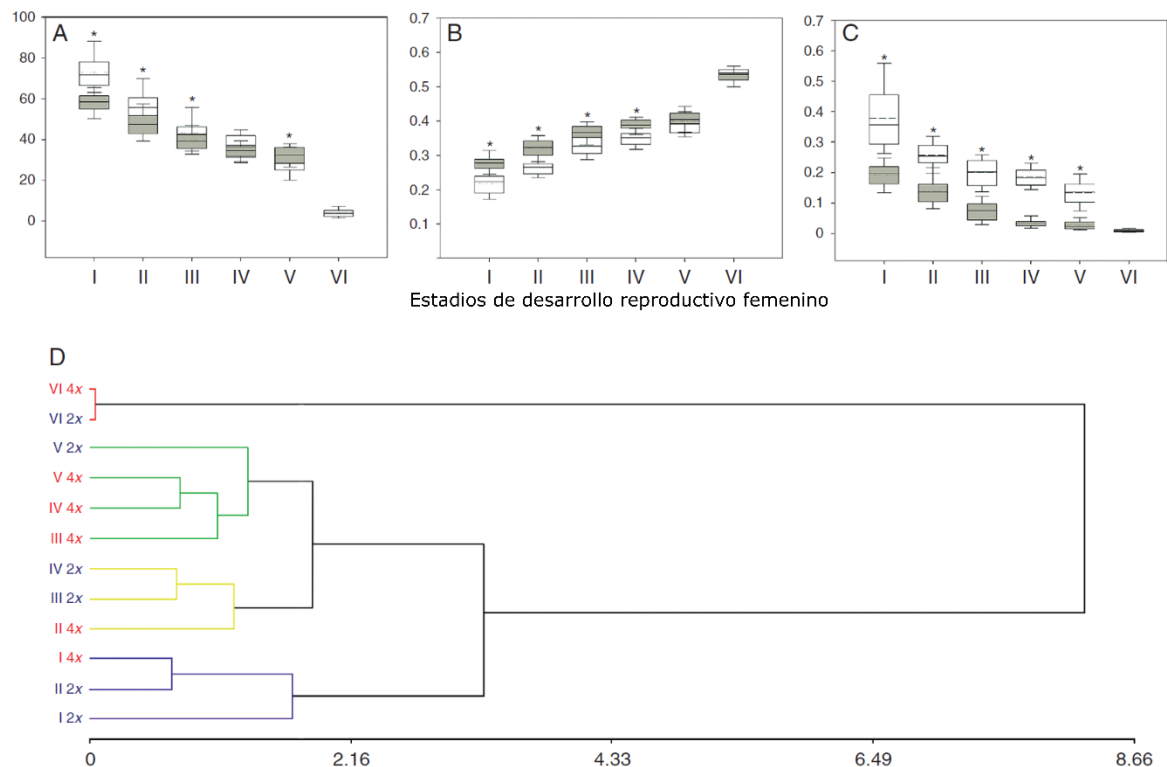 A
100
80
60
40
20
0
*
*
*
*
I II III IV V VI
B
0.7
0.6
0.5
0.4
0.3
0.2
0.1
*
*
*
*
I II III IV V VI
C
0.7
0.6
0.5
0.4
0.3
0.2
0.1
0
*
*
*
*
*
I II III IV V VI
Estadios de desarrollo reproductivo femenino
D
VI 4x
VI 2x
V 2x
V 4x
IV 4x
III 4x
IV 2x
III 2x
II 4x
I 4x
II 2x
I 2x
0 2.16 4.33 6.49 8.66